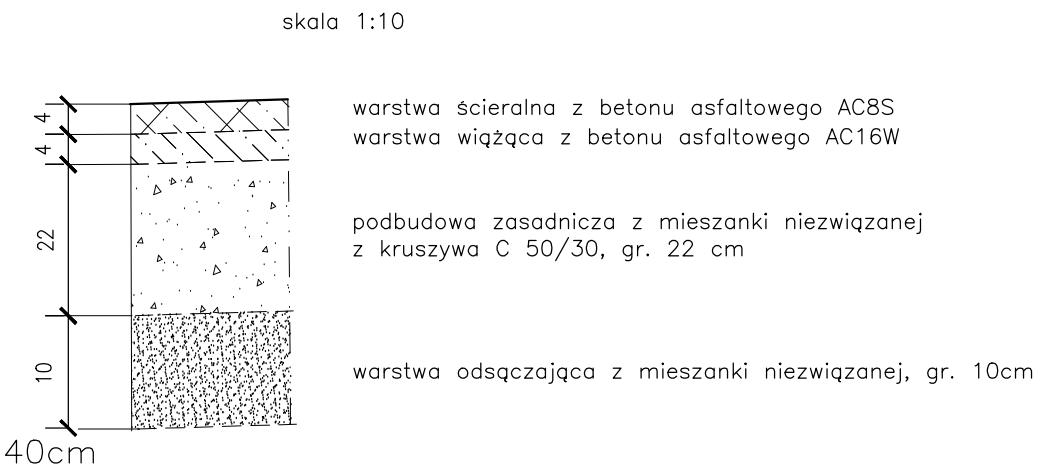 skala 1:10
4
warstwa ścieralna z betonu asfaltowego AC8S
4
warstwa wiążąca z betonu asfaltowego AC16W
22
podbudowa zasadnicza z mieszanki niezwiązanej
z kruszywa C 50/30, gr. 22 cm
10
warstwa odsączająca z mieszanki niezwiązanej, gr. 10cm
40cm